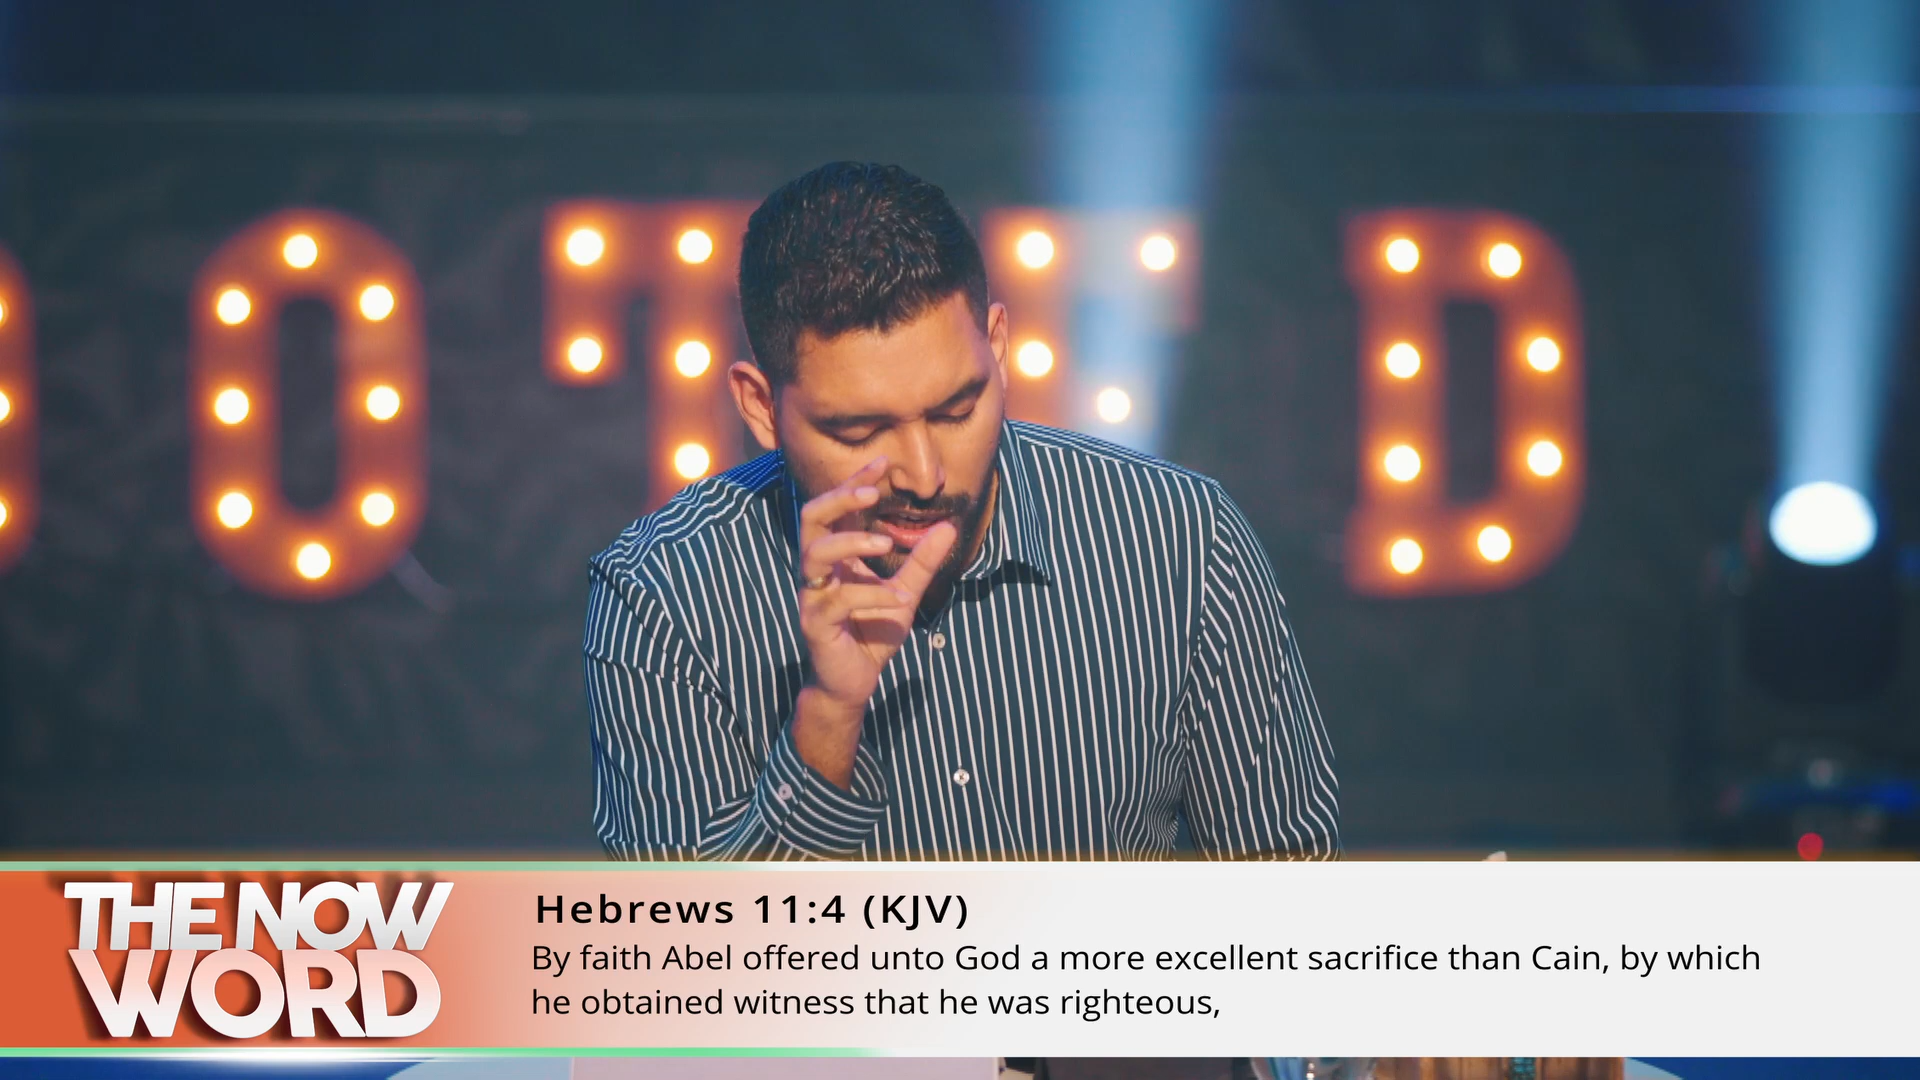 OTED
THE NOW
WORD
Hebrews 11:4 (KJV)
By faith Abel offered unto God a more excellent sacrifice than Cain, by which
he obtained witness that he was righteous,